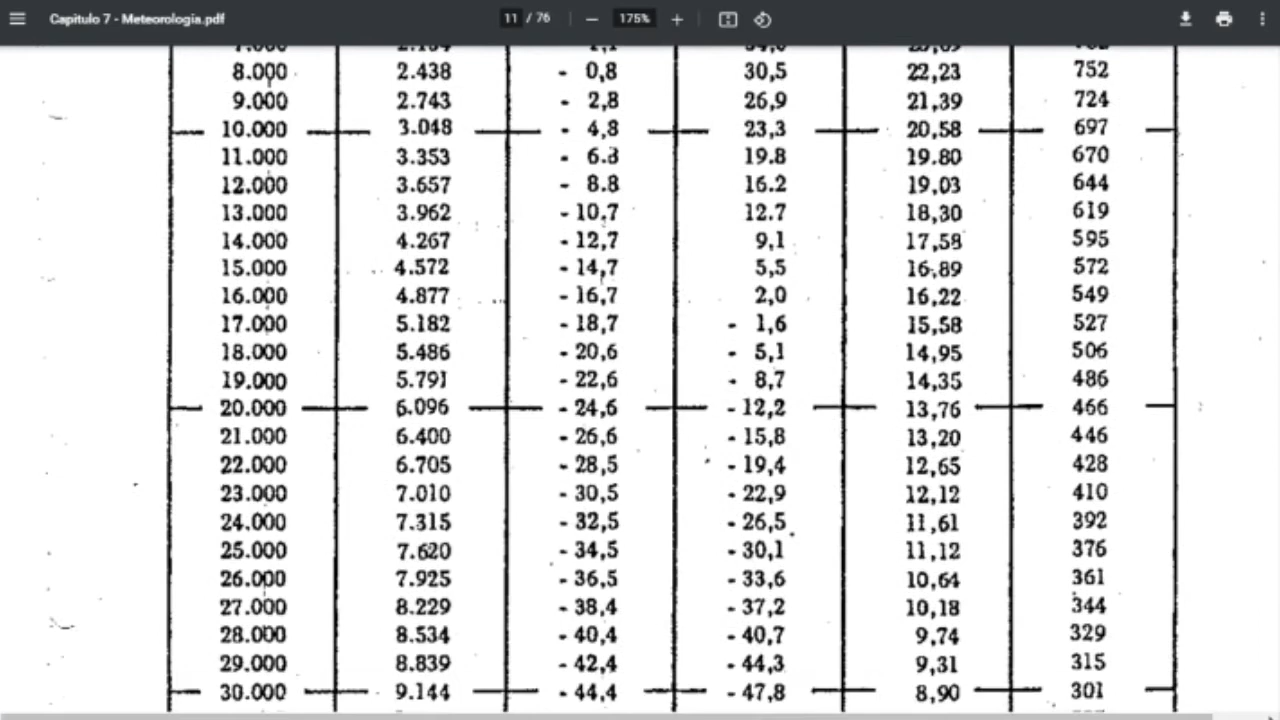 Capitulo 7 - Meteorologia.pdf 11 / 76 175%
8.000 2.438 - 0,8 30,5 22,23 752
9.000 2.743 - 2,8 26,9 21,39 724
10.000 3.048 - 4,8 23,3 20,58 697
11.000 3.353 - 6.8 19.8 19.80 670
12.000 3.657 - 8.8 16.2 19,03 644
13.000 3.962 - 10,7 12.7 18,30 619
14.000 4.267 - 12,7 9,1 17,58 595
15.000 4.572 - 14,7 5,5 16,89 572
16.000 4.877 - 16,7 2,0 16,22 549
17.000 5.182 - 18,7 - 1,6 15,58 527
18.000 5.486 - 20,6 - 5,1 14,95 506
19.000 5.791 - 22,6 - 8,7 14,35 486
20.000 6.096 - 24,6 - 12,2 13,76 466
21.000 6.400 - 26,6 - 15,8 13,20 446
22.000 6.705 - 28,5 - 19,4 12,65 428
23.000 7.010 - 30,5 - 22,9 12,12 410
24.000 7.315 - 32,5 - 26,5 11,61 392
25.000 7.620 - 34,5 - 30,1 11,12 376
26.000 7.925 - 36,5 - 33,6 10,64 361
27.000 8.229 - 38,4 - 37,2 10,18 344
28.000 8.534 - 40,4 - 40,7 9,74 329
29.000 8.839 - 42,4 - 44,3 9,31 315
30.000 9.144 - 44,4 - 47,8 8,90 301